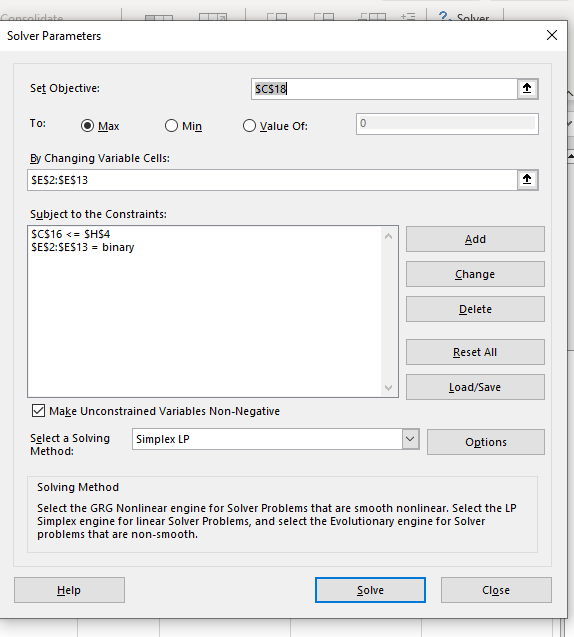 Consolidate
Solver
Solver Parameters
Set Objective:
$C$18
To:
Max
Min
Value Of:
0
By Changing Variable Cells:
$E$2:$E$13
Subject to the Constraints:
$C$16 <= $H$4
$E$2:$E$13 = binary
Add
Change
Delete
Reset All
Load/Save
Make Unconstrained Variables Non-Negative
Select a Solving
Method:
Simplex LP
Options
Solving Method
Select the GRG Nonlinear engine for Solver Problems that are smooth nonlinear. Select the LP
Simplex engine for linear Solver Problems, and select the Evolutionary engine for Solver
problems that are non-smooth.
Help
Solve
Close